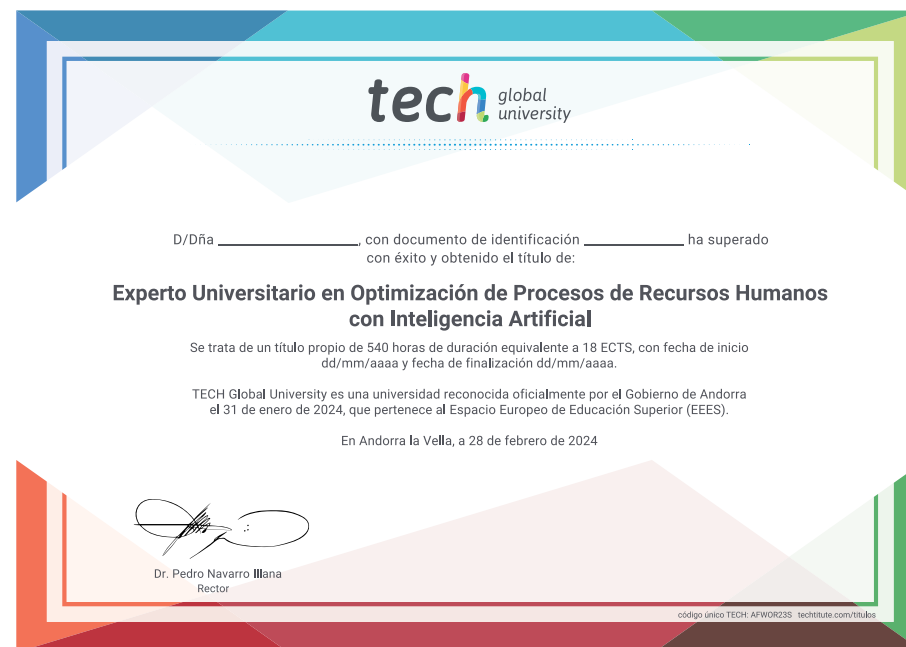 tech global university
D/Dña ____________________, con documento de identificación ______________ ha superado
con éxito y obtenido el título de:
Experto Universitario en Optimización de Procesos de Recursos Humanos
con Inteligencia Artificial
Se trata de un título propio de 540 horas de duración equivalente a 18 ECTS, con fecha de inicio
dd/mm/aaaa y fecha de finalización dd/mm/aaaa.
TECH Global University es una universidad reconocida oficialmente por el Gobierno de Andorra
el 31 de enero de 2024, que pertenece al Espacio Europeo de Educación Superior (EEES).
En Andorra la Vella, a 28 de febrero de 2024
Dr. Pedro Navarro Illana
Rector
código único TECH: AFWOR23S techtitute.com/titulos